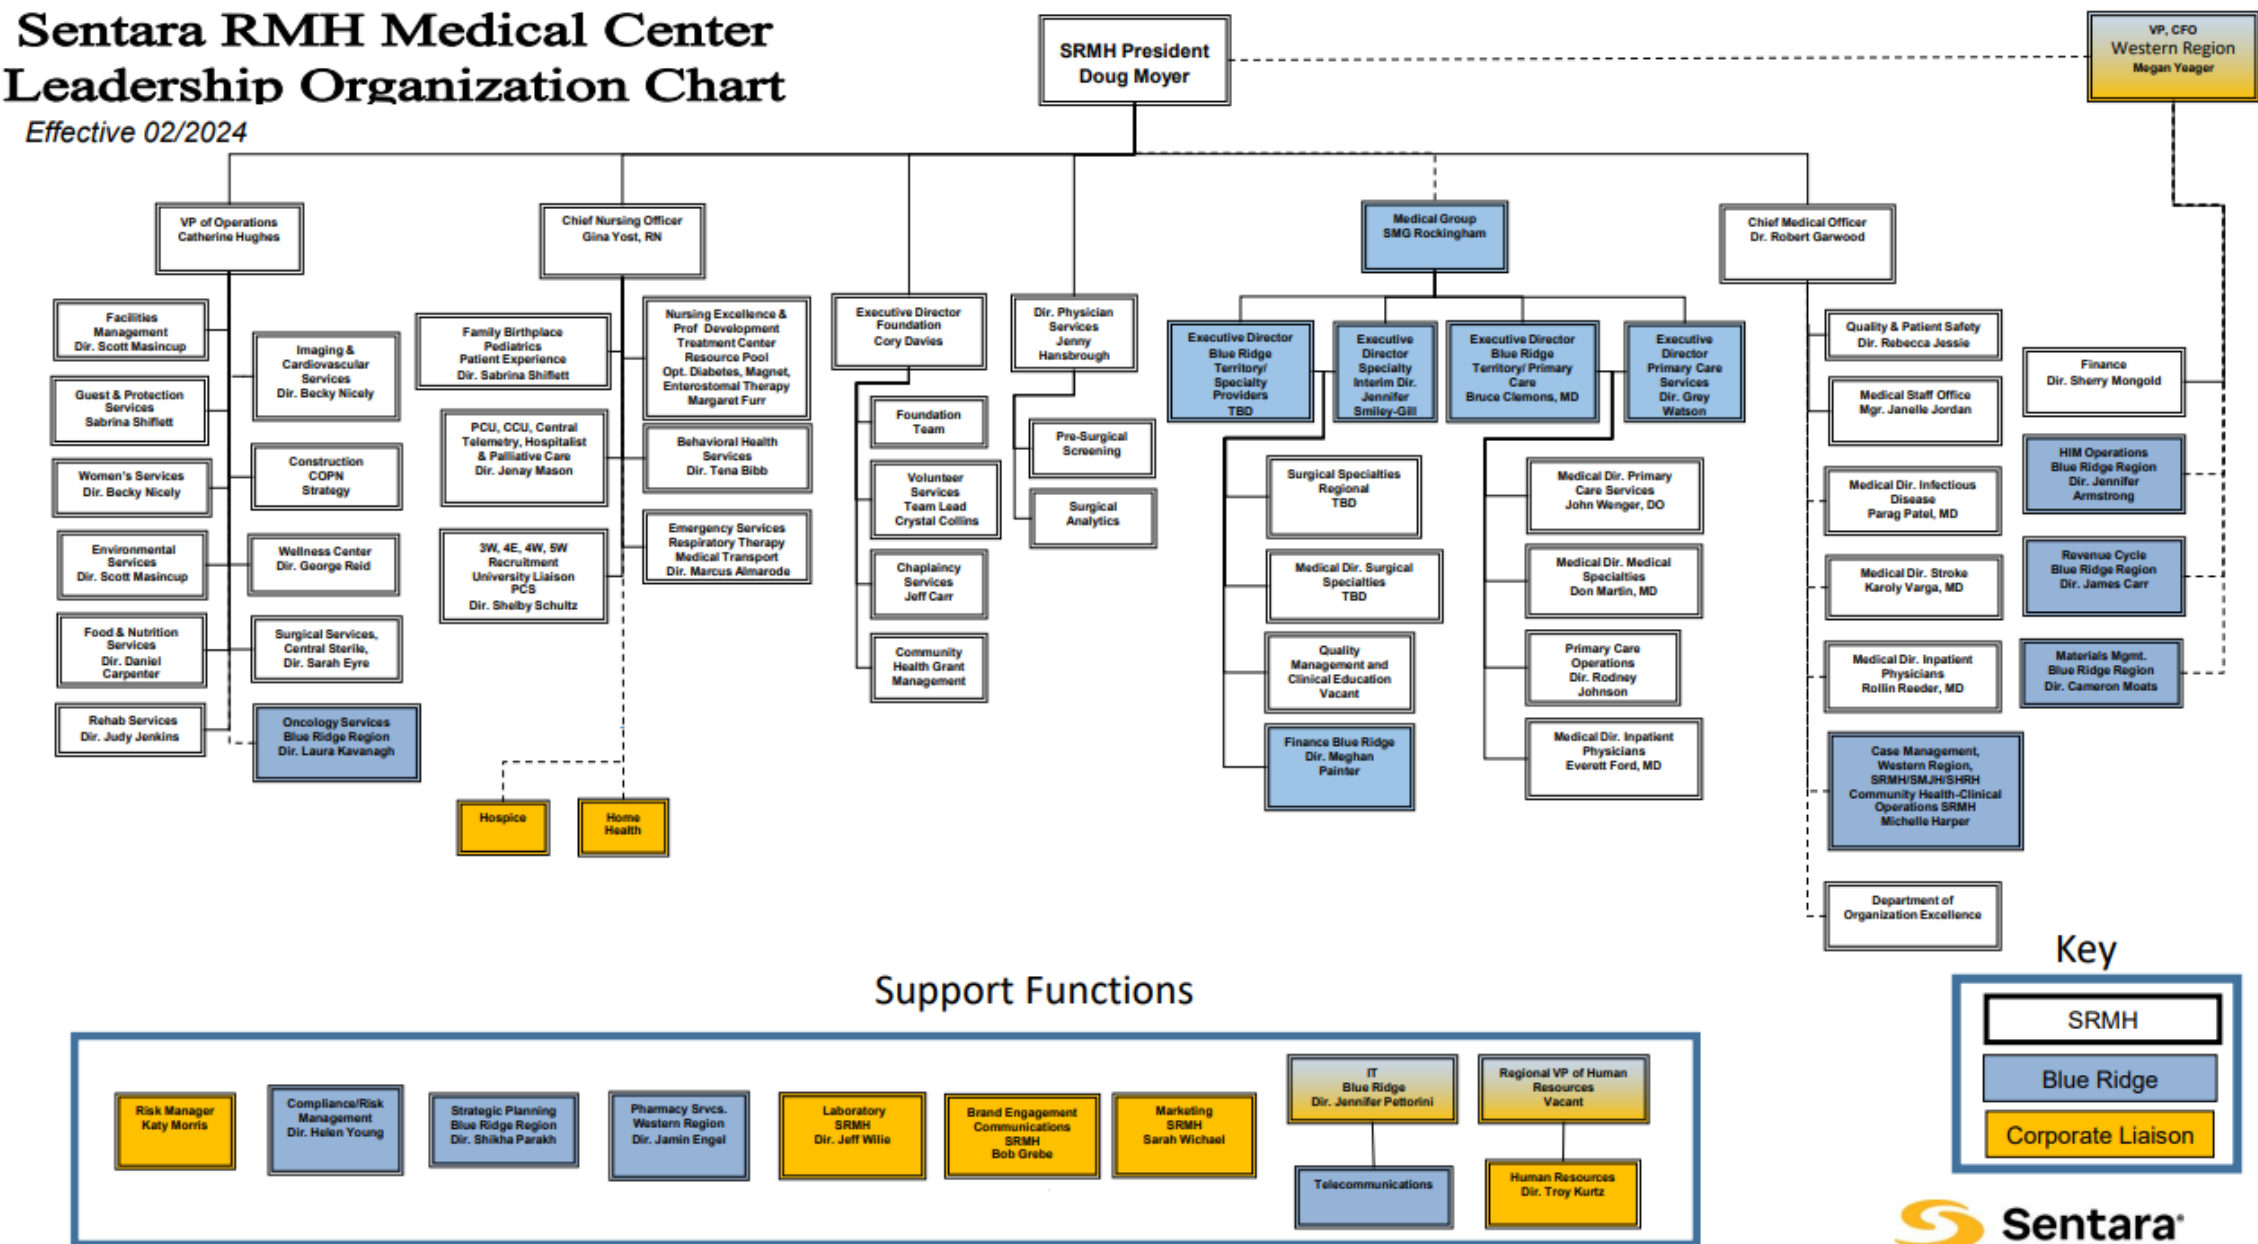 Sentara RMH Medical Center
Leadership Organization Chart
Effective 02/2024
SRMH President
Doug Moyer
VP, CFO
Western Region
Megan Yeager
VP of Operations
Catherine Hughes
Chief Nursing Officer
Gina Yost, RN
Medical Group
SMG Rockingham
Chief Medical Officer
Dr. Robert Garwood
Facilities
Management
Dir. Scott Masincup
Guest & Protection
Services
Sabrina Shiflett
Women's Services
Dir. Becky Nicely
Environmental
Services
Dir. Scott Masincup
Food & Nutrition
Services
Dir. Daniel
Carpenter
Rehab Services
Dir. Judy Jenkins
Imaging &
Cardiovascular
Services
Dir. Becky Nicely
Construction
COPN
Strategy
Wellness Center
Dir. George Reid
Surgical Services,
Central Sterile,
Dir. Sarah Eyre
Oncology Services
Blue Ridge Region
Dir. Laura Kavanagh
Family Birthplace
Pediatrics
Patient Experience
Dir. Sabrina Shiflett
PCU, CCU, Central
Telemetry, Hospitalist
& Palliative Care
Dir. Jenay Mason
3W, 4E, 4W, 5W
Recruitment
University Liaison
PCS
Dir. Shelby Schultz
Nursing Excellence &
Prof Development
Treatment Center
Resource Pool
Opt. Diabetes, Magnet,
Enterostomal Therapy
Margaret Furr
Behavioral Health
Services
Dir. Tena Bibb
Emergency Services
Respiratory Therapy
Medical Transport
Dir. Marcus Almarode
Hospice
Home
Health
Executive Director
Foundation
Cory Davies
Foundation
Team
Volunteer
Services
Team Lead
Crystal Collins
Chaplaincy
Services
Jeff Carr
Community
Health Grant
Management
Dir. Physician
Services
Jenny
Hansbrough
Pre-Surgical
Screening
Surgical
Analytics
Executive Director
Blue Ridge
Territory/
Specialty
Providers
TBD
Executive
Director
Specialty
Interim Dir.
Jennifer
Smiley-Gill
Executive Director
Blue Ridge
Territory/ Primary
Care
Bruce Clemons, MD
Executive
Director
Primary Care
Services
Dir. Grey
Watson
Surgical Specialties
Regional
TBD
Medical Dir. Surgical
Specialties
TBD
Quality
Management and
Clinical Education
Vacant
Finance Blue Ridge
Dir. Meghan
Painter
Medical Dir. Primary
Care Services
John Wenger, DO
Medical Dir. Medical
Specialties
Don Martin, MD
Primary Care
Operations
Dir. Rodney
Johnson
Medical Dir. Inpatient
Physicians
Everett Ford, MD
Quality & Patient Safety
Dir. Rebecca Jessie
Medical Staff Office
Mgr. Janelle Jordan
Medical Dir. Infectious
Disease
Parag Patel, MD
Medical Dir. Stroke
Karoly Varga, MD
Medical Dir. Inpatient
Physicians
Rollin Reeder, MD
Case Management,
Western Region,
SRMH/SMJH/SHRH
Community Health-Clinical
Operations SRMH
Michelle Harper
Department of
Organization Excellence
Finance
Dir. Sherry Mongold
HIM Operations
Blue Ridge Region
Dir. Jennifer
Armstrong
Revenue Cycle
Blue Ridge Region
Dir. James Carr
Materials Mgmt.
Blue Ridge Region
Dir. Cameron Moats
Support Functions
Risk Manager
Katy Morris
Compliance/Risk
Management
Dir. Helen Young
Strategic Planning
Blue Ridge Region
Dir. Shikha Parakh
Pharmacy Srvcs.
Western Region
Dir. Jamin Engel
Laboratory
SRMH
Dir. Jeff Wilie
Brand Engagement
Communications
SRMH
Bob Grebe
Marketing
SRMH
Sarah Wichael
IT
Blue Ridge
Dir. Jennifer Pettorini
Telecommunications
Regional VP of Human
Resources
Vacant
Human Resources
Dir. Troy Kurtz
Key
SRMH
Blue Ridge
Corporate Liaison
Sentara